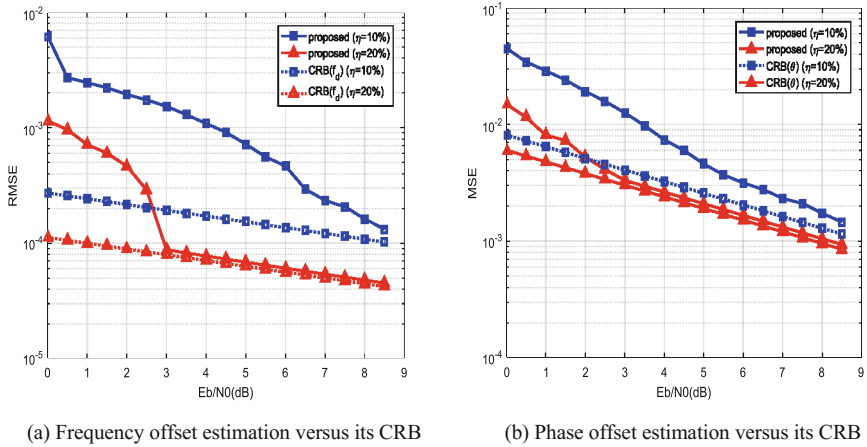 10^-2
10^-3
10^-4
10^-5
RMSE
0 1 2 3 4 5 6 7 8 9
Eb/N0(dB)
proposed (η=10%)
proposed (η=20%)
CRB(f_d) (η=10%)
CRB(f_d) (η=20%)
(a) Frequency offset estimation versus its CRB
10^-1
10^-2
10^-3
10^-4
MSE
0 1 2 3 4 5 6 7 8 9
Eb/N0(dB)
proposed (η=10%)
proposed (η=20%)
CRB(θ) (η=10%)
CRB(θ) (η=20%)
(b) Phase offset estimation versus its CRB